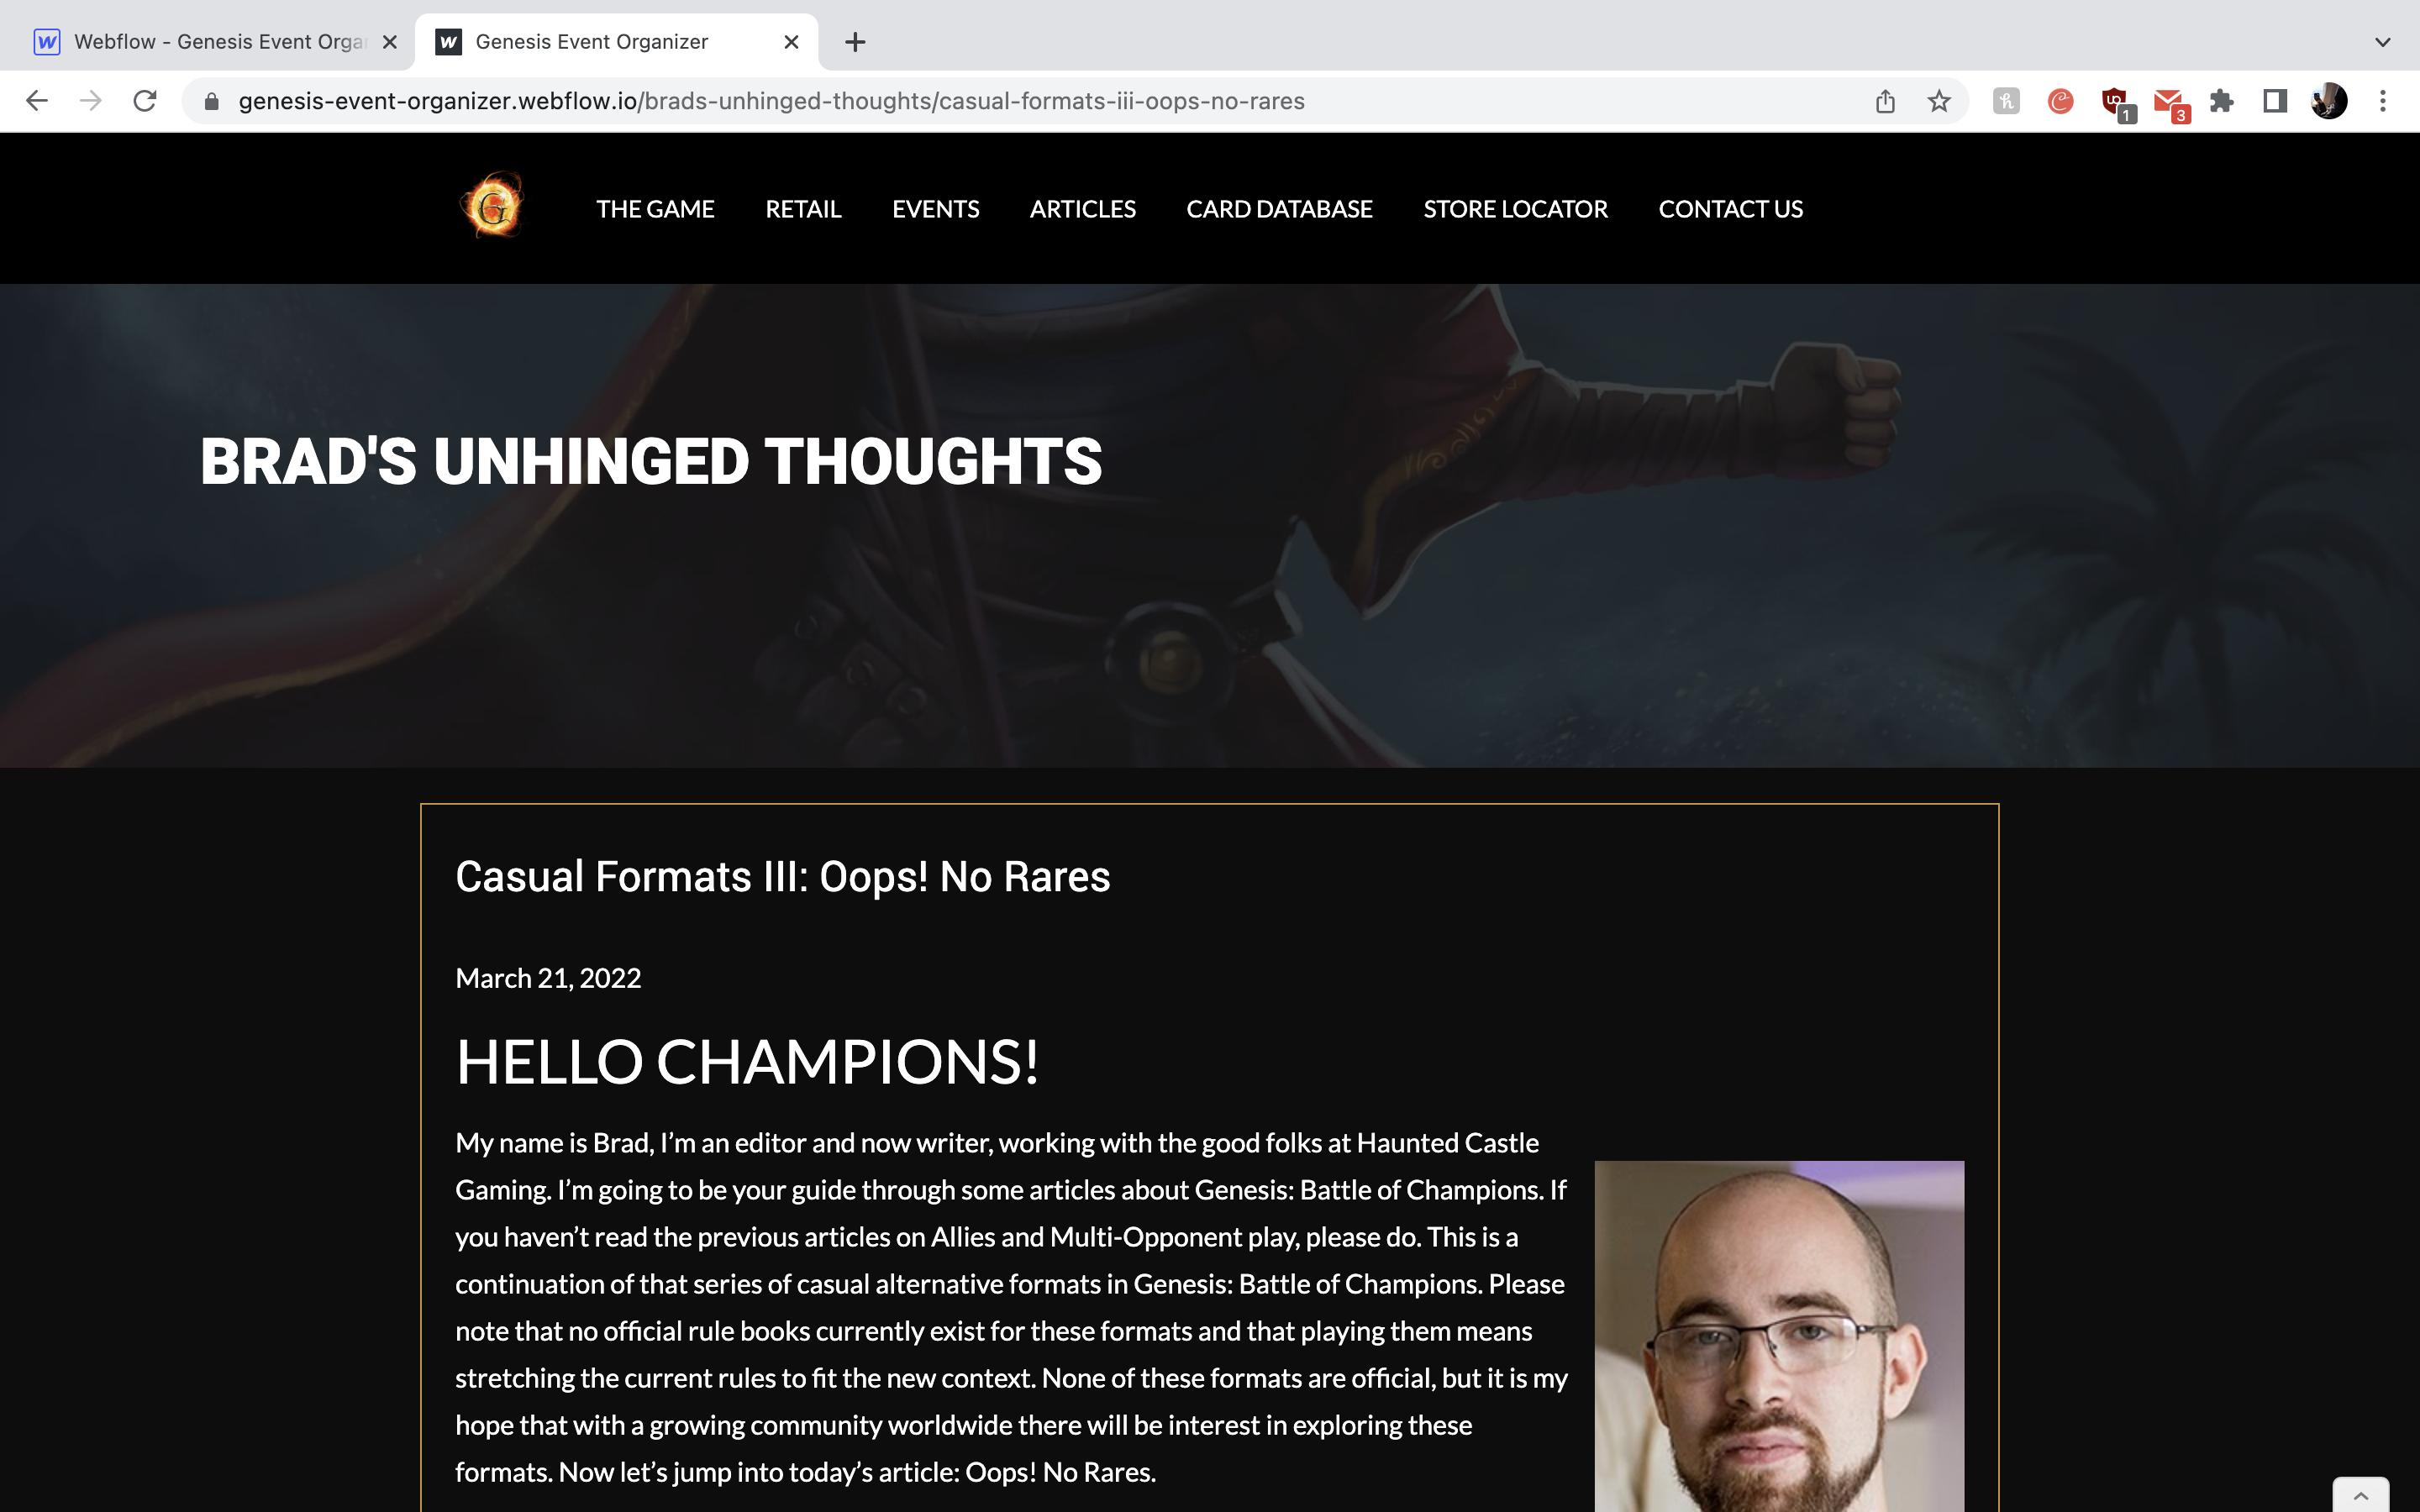 Webflow - Genesis Event Orga
Genesis Event Organizer
genesis-event-organizer.webflow.io/brads-unhinged-thoughts/casual-formats-iii-oops-no-rares
1
3
G
THE GAME RETAIL EVENTS ARTICLES CARD DATABASE STORE LOCATOR CONTACT US
BRAD'S UNHINGED THOUGHTS
Casual Formats III: Oops! No Rares
March 21, 2022
HELLO CHAMPIONS!
My name is Brad, I’m an editor and now writer, working with the good folks at Haunted Castle
Gaming. I’m going to be your guide through some articles about Genesis: Battle of Champions. If
you haven’t read the previous articles on Allies and Multi-Opponent play, please do. This is a
continuation of that series of casual alternative formats in Genesis: Battle of Champions. Please
note that no official rule books currently exist for these formats and that playing them means
stretching the current rules to fit the new context. None of these formats are official, but it is my
hope that with a growing community worldwide there will be interest in exploring these
formats. Now let’s jump into today’s article: Oops! No Rares.